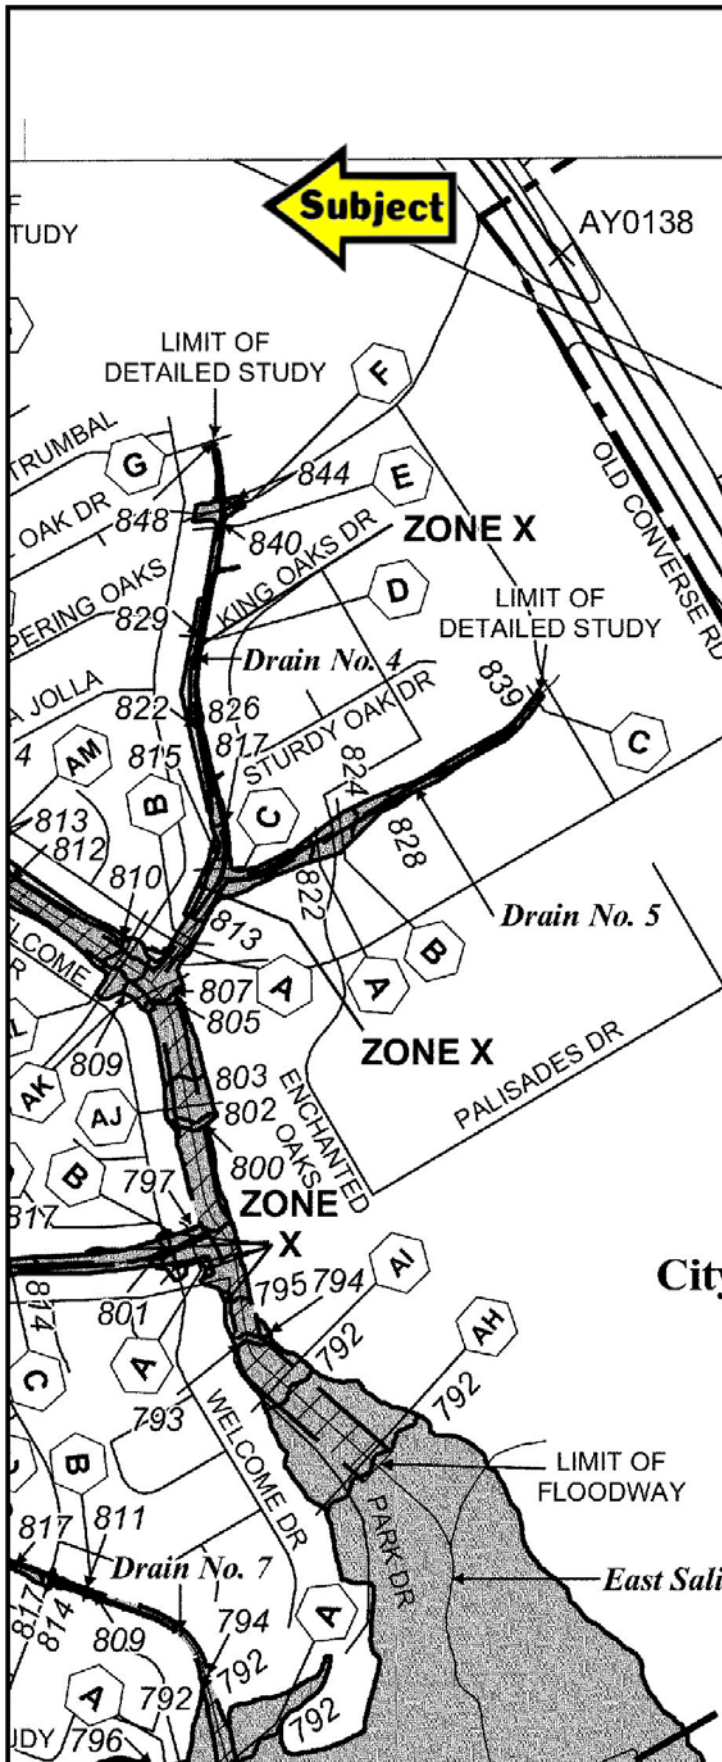 Subject
AY0138
F
TUDY
LIMIT OF
DETAILED STUDY
F
TRUMBAL
G
844
E
OAK DR
848
840
KING OAKS DR
ZONE X
OLD CONVERSE RD
PERING OAKS
829
D
LIMIT OF
DETAILED STUDY
Drain No. 4
839
A JOLLA
822
826
STURDY OAK DR
4
AM
815
817
C
B
824
813
C
812
828
810
822
Drain No. 5
LCOME
R
813
B
A
A
807
805
809
ZONE X
AK
803
ENCHANTED
OAKS
PALISADES DR
AJ
802
800
B
797
817
ZONE
X
AI
City
801
795
794
814
AH
A
792
C
792
793
WELCOME DR
B
LIMIT OF
FLOODWAY
PARK DR
817
811
Drain No. 7
East Sali
817
814
809
794
A
792
A
792
792
UDY
796